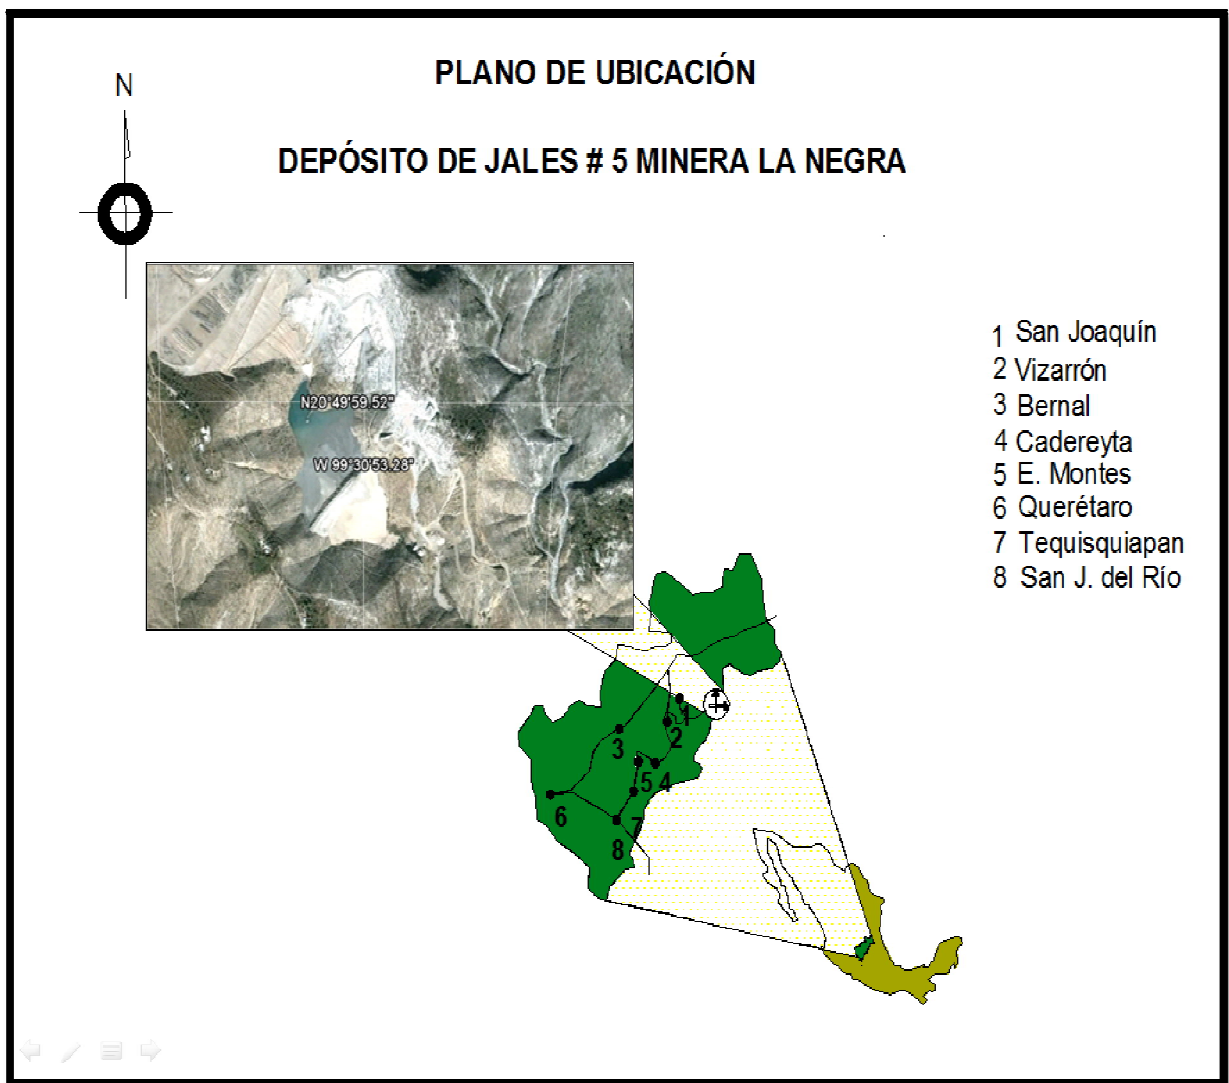 PLANO DE UBICACIÓN
N
DEPÓSITO DE JALES # 5 MINERA LA NEGRA
N20°49'59.52"
W 99°30'53.28"
1 San Joaquín
2 Vizarrón
3 Bernal
4 Cadereyta
5 E. Montes
6 Querétaro
7 Tequisquiapan
8 San J. del Río
1
2
3
5 4
6
7
8